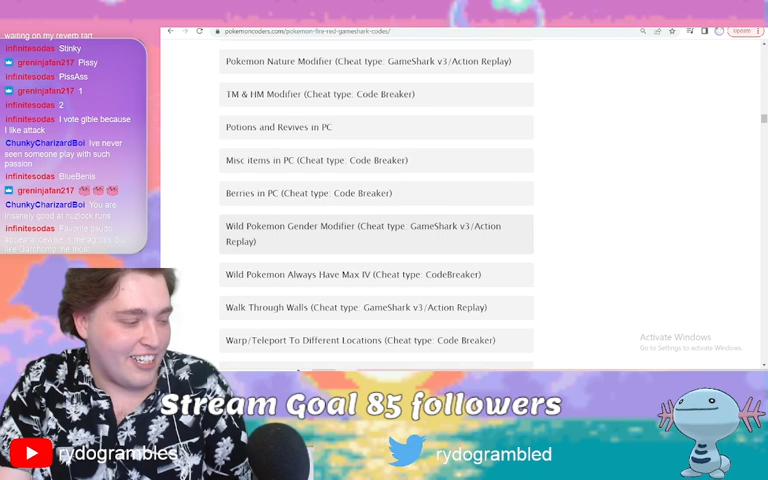 waiting on my reverb tart
infinitesodas Stinky
greninjafan217 Pissy
infinitesodas PissAss
greninjafan217 1
infinitesodas 2
infinitesodas I vote gible because
I like attack
ChunkyCharizardBoi Ive never
seen someone play with such
passion
infinitesodas BlueBenis
greninjafan217
ChunkyCharizardBoi You are
insanely good at nuzlock runs
infinitesodas Favorite
pokemoncoders.com/pokemon-fire-red-gameshark-codes/
Update
Pokemon Nature Modifier (Cheat type: GameShark v3/Action Replay)
TM & HM Modifier (Cheat type: Code Breaker)
Potions and Revives in PC
Misc items in PC (Cheat type: Code Breaker)
Berries in PC (Cheat type: Code Breaker)
Wild Pokemon Gender Modifier (Cheat type: GameShark v3/Action
Replay)
Wild Pokemon Always Have Max IV (Cheat type: CodeBreaker)
Walk Through Walls (Cheat type: GameShark v3/Action Replay)
Warp/Teleport To Different Locations (Cheat type: Code Breaker)
Activate Windows
Go to Settings to activate Windows.
Stream Goal 85 followers
rydogrambles
rydogrambled